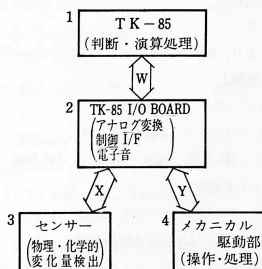 1
TK-85
(判断・演算処理)
W
2
TK-85 I/O BOARD
(アナログ変換
制御 I/F
電子音)
X
Y
3
センサー
(物理・化学的
変化量検出)
4
メカニカル
駆動部
(操作・処理)